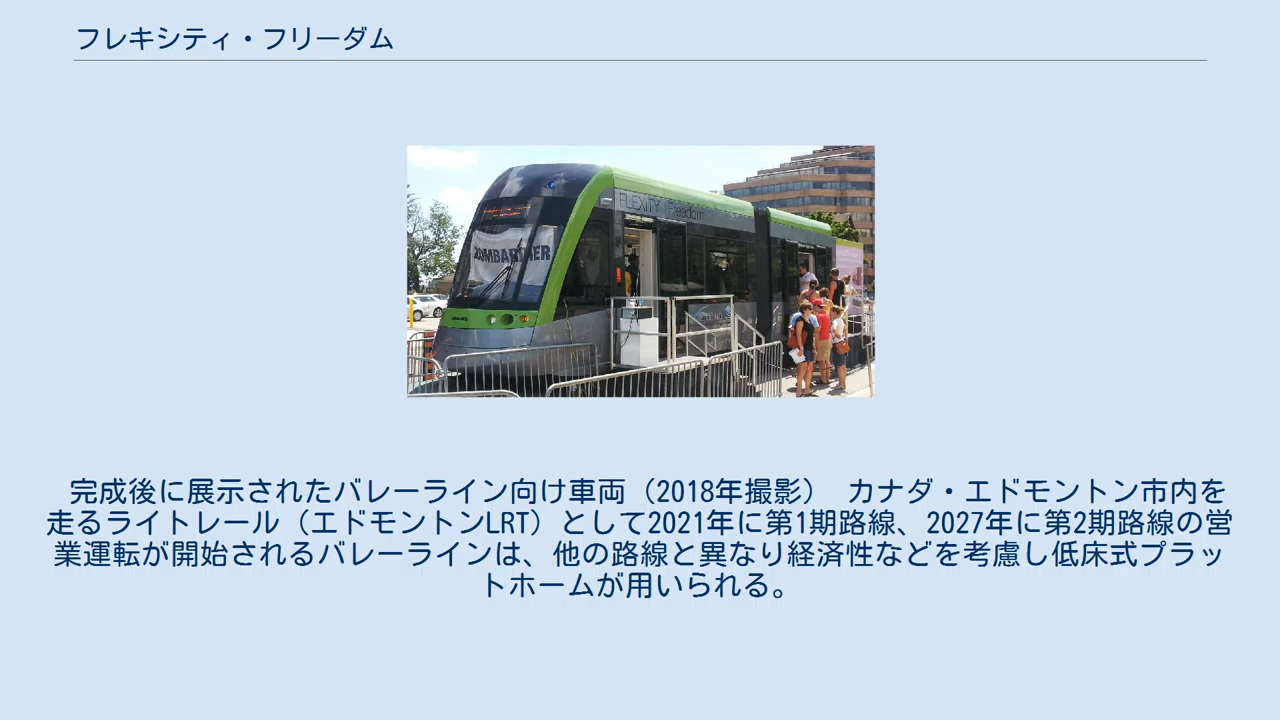 フレキシティ・フリーダム
FLEXITY Freedom
BOMBARDIER
完成後に展示されたバレーライン向け車両（2018年撮影） カナダ・エドモントン市内を
走るライトレール（エドモントンLRT）として2021年に第1期路線、2027年に第2期路線の営
業運転が開始されるバレーラインは、他の路線と異なり経済性などを考慮し低床式プラッ
トホームが用いられる。